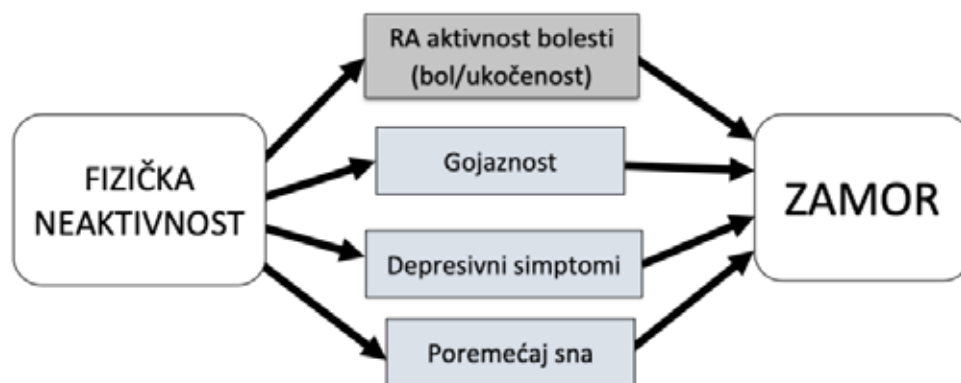 FIZIČKA
NEAKTIVNOST
RA aktivnost bolesti
(bol/ukočenost)
Gojaznost
Depresivni simptomi
Poremećaj sna
ZAMOR